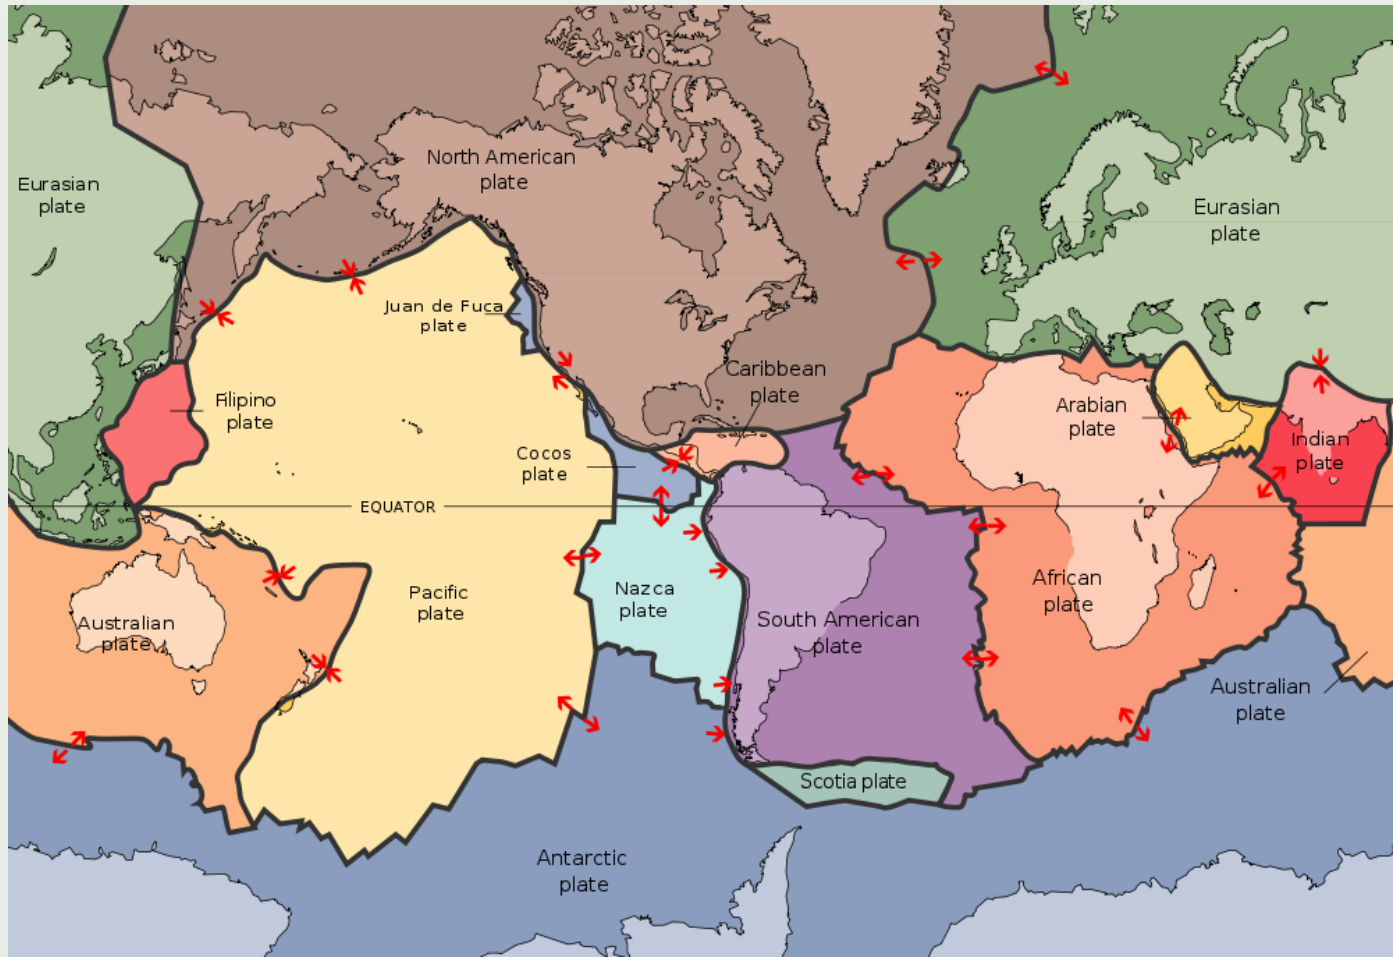 North American
plate
Eurasian
plate
Eurasian
plate
Juan de Fuca
plate
Caribbean
plate
Filipino
plate
Arabian
plate
Indian
plate
Cocos
plate
EQUATOR
African
plate
Pacific
plate
Nazca
plate
Australian
plate
South American
plate
Australian
plate
Scotia plate
Antarctic
plate